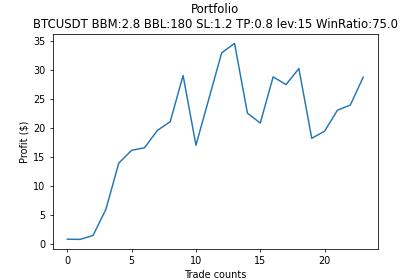 Portfolio
BTCUSDT BBM:2.8 BBL:180 SL:1.2 TP:0.8 lev:15 WinRatio:75.0
35
30
25
20
15
10
5
0
Profit ($)
0 5 10 15 20
Trade counts